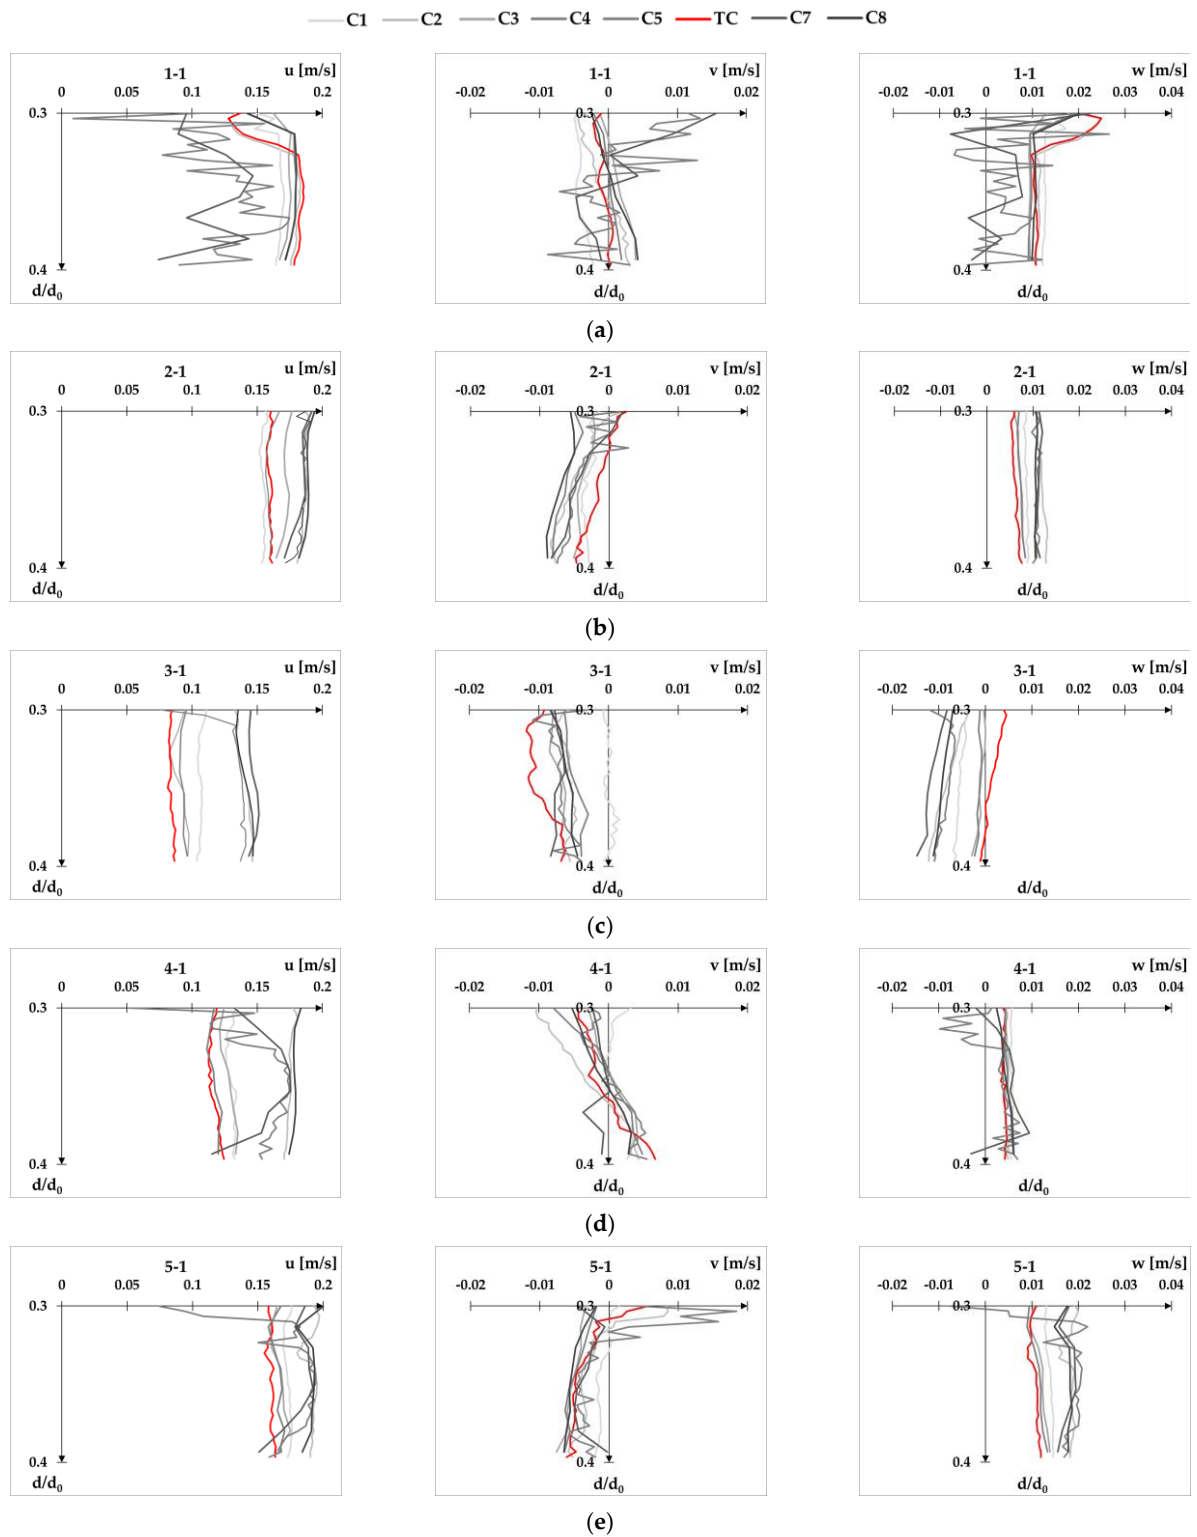 C1 C2 C3 C4 C5 TC C7 C8
1-1 u [m/s] 1-1 v [m/s] 1-1 w [m/s]
0 0.05 0.1 0.15 0.2 -0.02 -0.01 0 0.01 0.02 -0.02 -0.01 0 0.01 0.02 0.03 0.04
0.3 0.3 0.3
0.4 0.4 0.4
d/d0 d/d0 d/d0
(a)
2-1 u [m/s] 2-1 v [m/s] 2-1 w [m/s]
0 0.05 0.1 0.15 0.2 -0.02 -0.01 0 0.01 0.02 -0.02 -0.01 0 0.01 0.02 0.03 0.04
0.3 0.3 0.3
0.4 0.4 0.4
d/d0 d/d0 d/d0
(b)
3-1 u [m/s] 3-1 v [m/s] 3-1 w [m/s]
0 0.05 0.1 0.15 0.2 -0.02 -0.01 0 0.01 0.02 -0.02 -0.01 0 0.01 0.02 0.03 0.04
0.3 0.3 0.3
0.4 0.4 0.4
d/d0 d/d0 d/d0
(c)
4-1 u [m/s] 4-1 v [m/s] 4-1 w [m/s]
0 0.05 0.1 0.15 0.2 -0.02 -0.01 0 0.01 0.02 -0.02 -0.01 0 0.01 0.02 0.03 0.04
0.3 0.3 0.3
0.4 0.4 0.4
d/d0 d/d0 d/d0
(d)
5-1 u [m/s] 5-1 v [m/s] 5-1 w [m/s]
0 0.05 0.1 0.15 0.2 -0.02 -0.01 0 0.01 0.02 -0.02 -0.01 0 0.01 0.02 0.03 0.04
0.3 0.3 0.3
0.4 0.4 0.4
d/d0 d/d0 d/d0
(e)